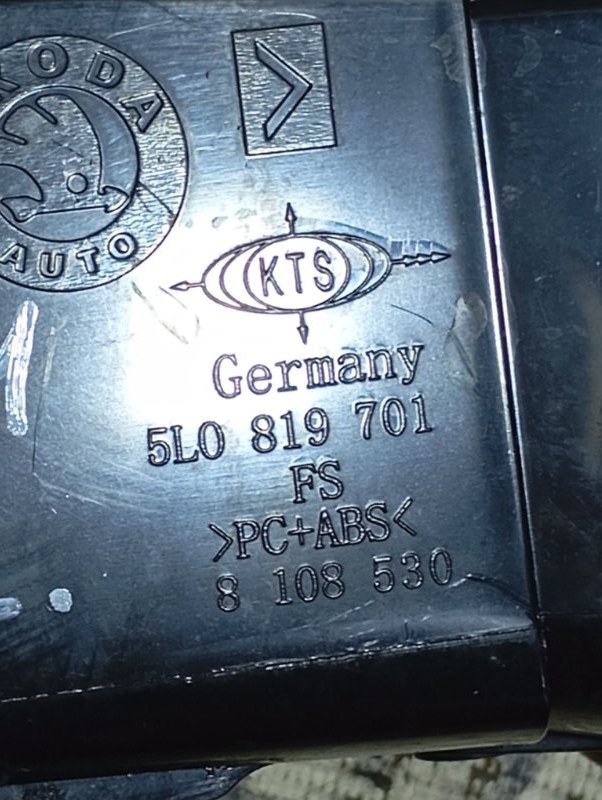 KODA
AUTO
KTS
Germany
5L0 819 701
FS
>PC+ABS<
8 108 530